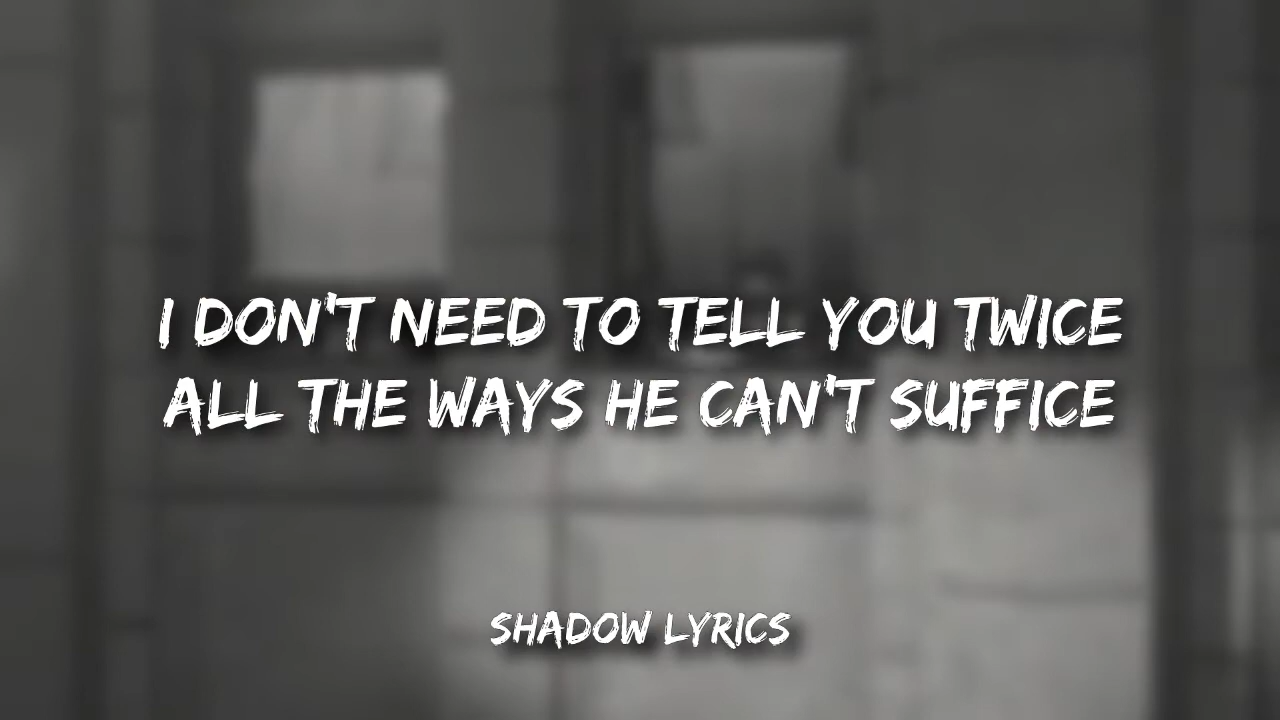 I DON'T NEED TO TELL YOU TWICE
ALL THE WAYS HE CAN'T SUFFICE
SHADOW LYRICS